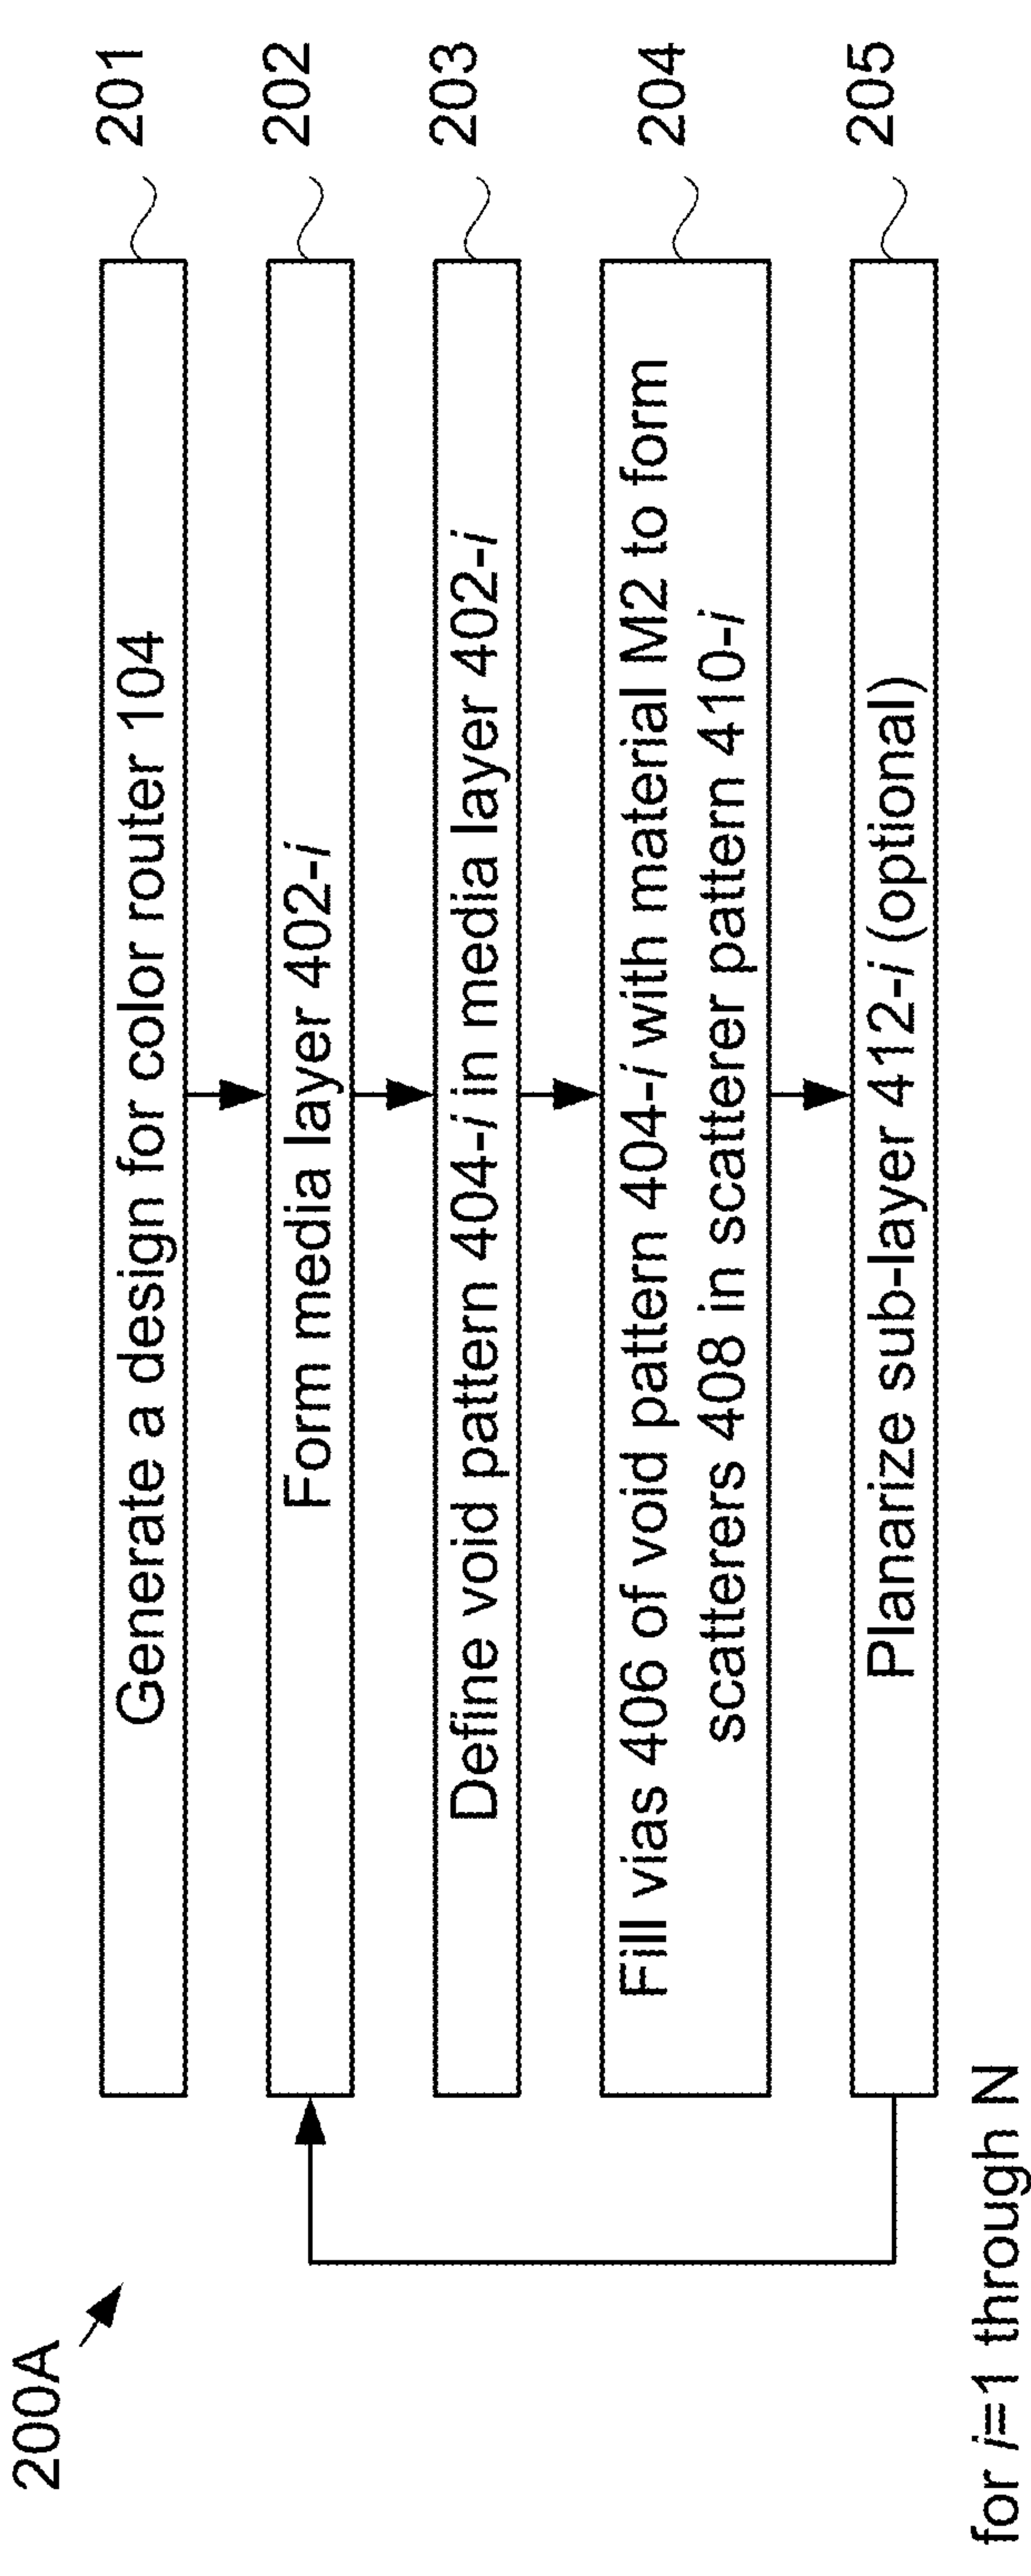 200A
Generate a design for color router 104
201
Form media layer 402-i
202
Define void pattern 404-i in media layer 402-i
203
Fill vias 406 of void pattern 404-i with material M2 to form
scatterers 408 in scatterer pattern 410-i
204
Planarize sub-layer 412-i (optional)
205
for i=1 through N